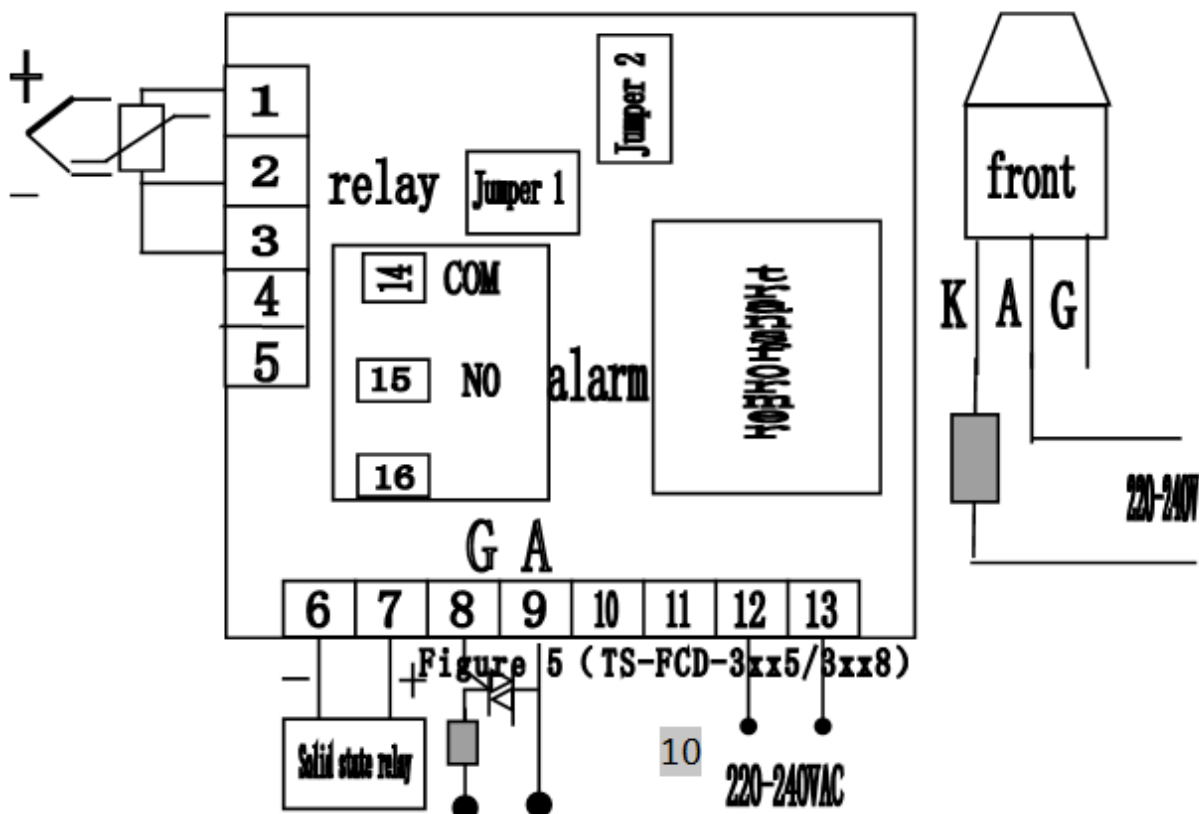 +
-
1
2
3
4
5
relay
Jumper 1
Jumper 2
14
COM
15
NO
16
alarm
front
K
A
G
220-240V
G A
6
7
8
9
10
11
12
13
Figure 5 (TS-FCD-3xx5/3xx8)
-
+
Solid state relay
10
220-240VAC